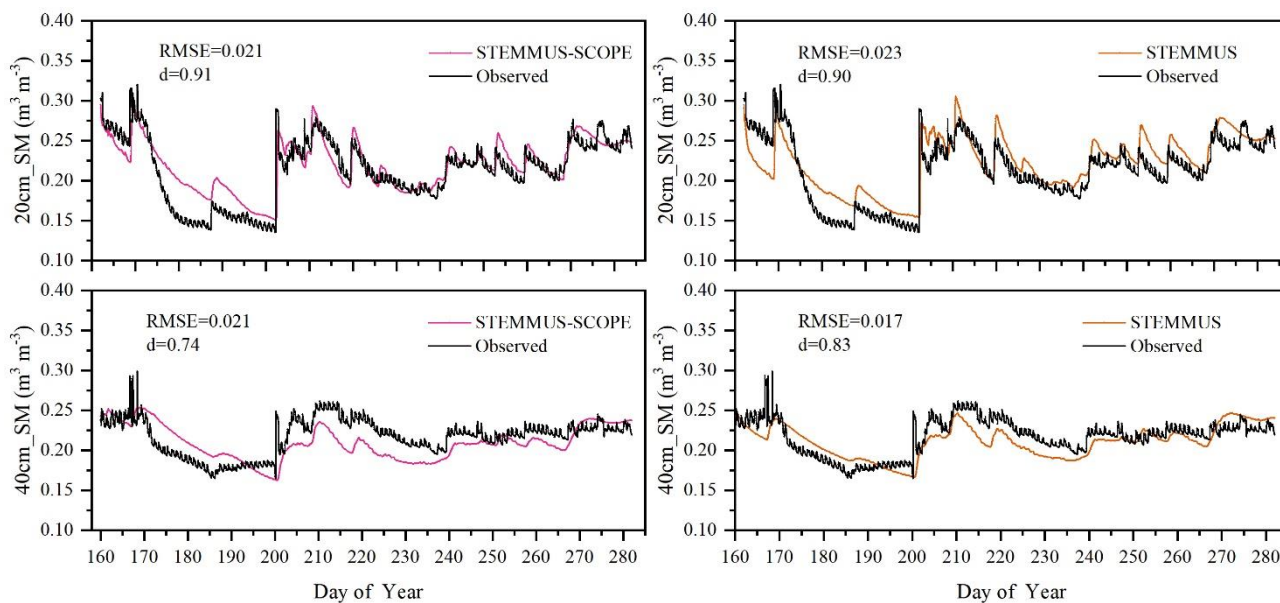 0.40
0.35
0.30
0.25
0.20
0.15
0.10
20cm_SM (m³ m⁻³)
RMSE=0.021
d=0.91
STEMMUS-SCOPE
Observed
0.40
0.35
0.30
0.25
0.20
0.15
0.10
20cm_SM (m³ m⁻³)
RMSE=0.023
d=0.90
STEMMUS
Observed
0.40
0.35
0.30
0.25
0.20
0.15
0.10
40cm_SM (m³ m⁻³)
RMSE=0.021
d=0.74
STEMMUS-SCOPE
Observed
160 170 180 190 200 210 220 230 240 250 260 270 280
Day of Year
0.40
0.35
0.30
0.25
0.20
0.15
0.10
40cm_SM (m³ m⁻³)
RMSE=0.017
d=0.83
STEMMUS
Observed
160 170 180 190 200 210 220 230 240 250 260 270 280
Day of Year